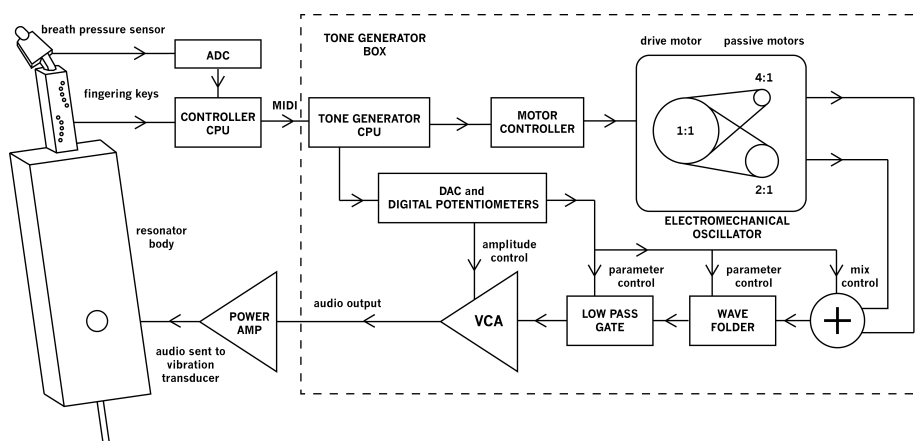 breath pressure sensor
ADC
fingering keys
CONTROLLER
CPU
MIDI
TONE GENERATOR
BOX
TONE GENERATOR
CPU
MOTOR
CONTROLLER
drive motor
passive motors
4:1
1:1
2:1
ELECTROMECHANICAL
OSCILLATOR
DAC and
DIGITAL POTENTIOMETERS
resonator
body
amplitude
control
parameter
control
parameter
control
mix
control
POWER
AMP
audio output
VCA
LOW PASS
GATE
WAVE
FOLDER
+
audio sent to
vibration
transducer